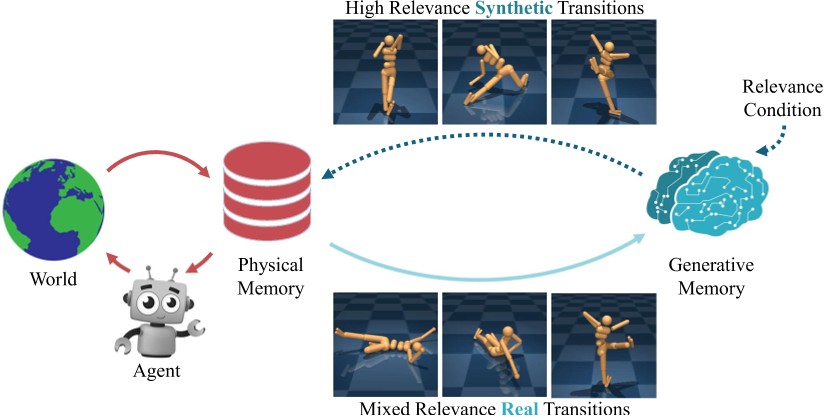 High Relevance Synthetic Transitions
Relevance
Condition
World
Physical
Memory
Generative
Memory
Agent
Mixed Relevance Real Transitions